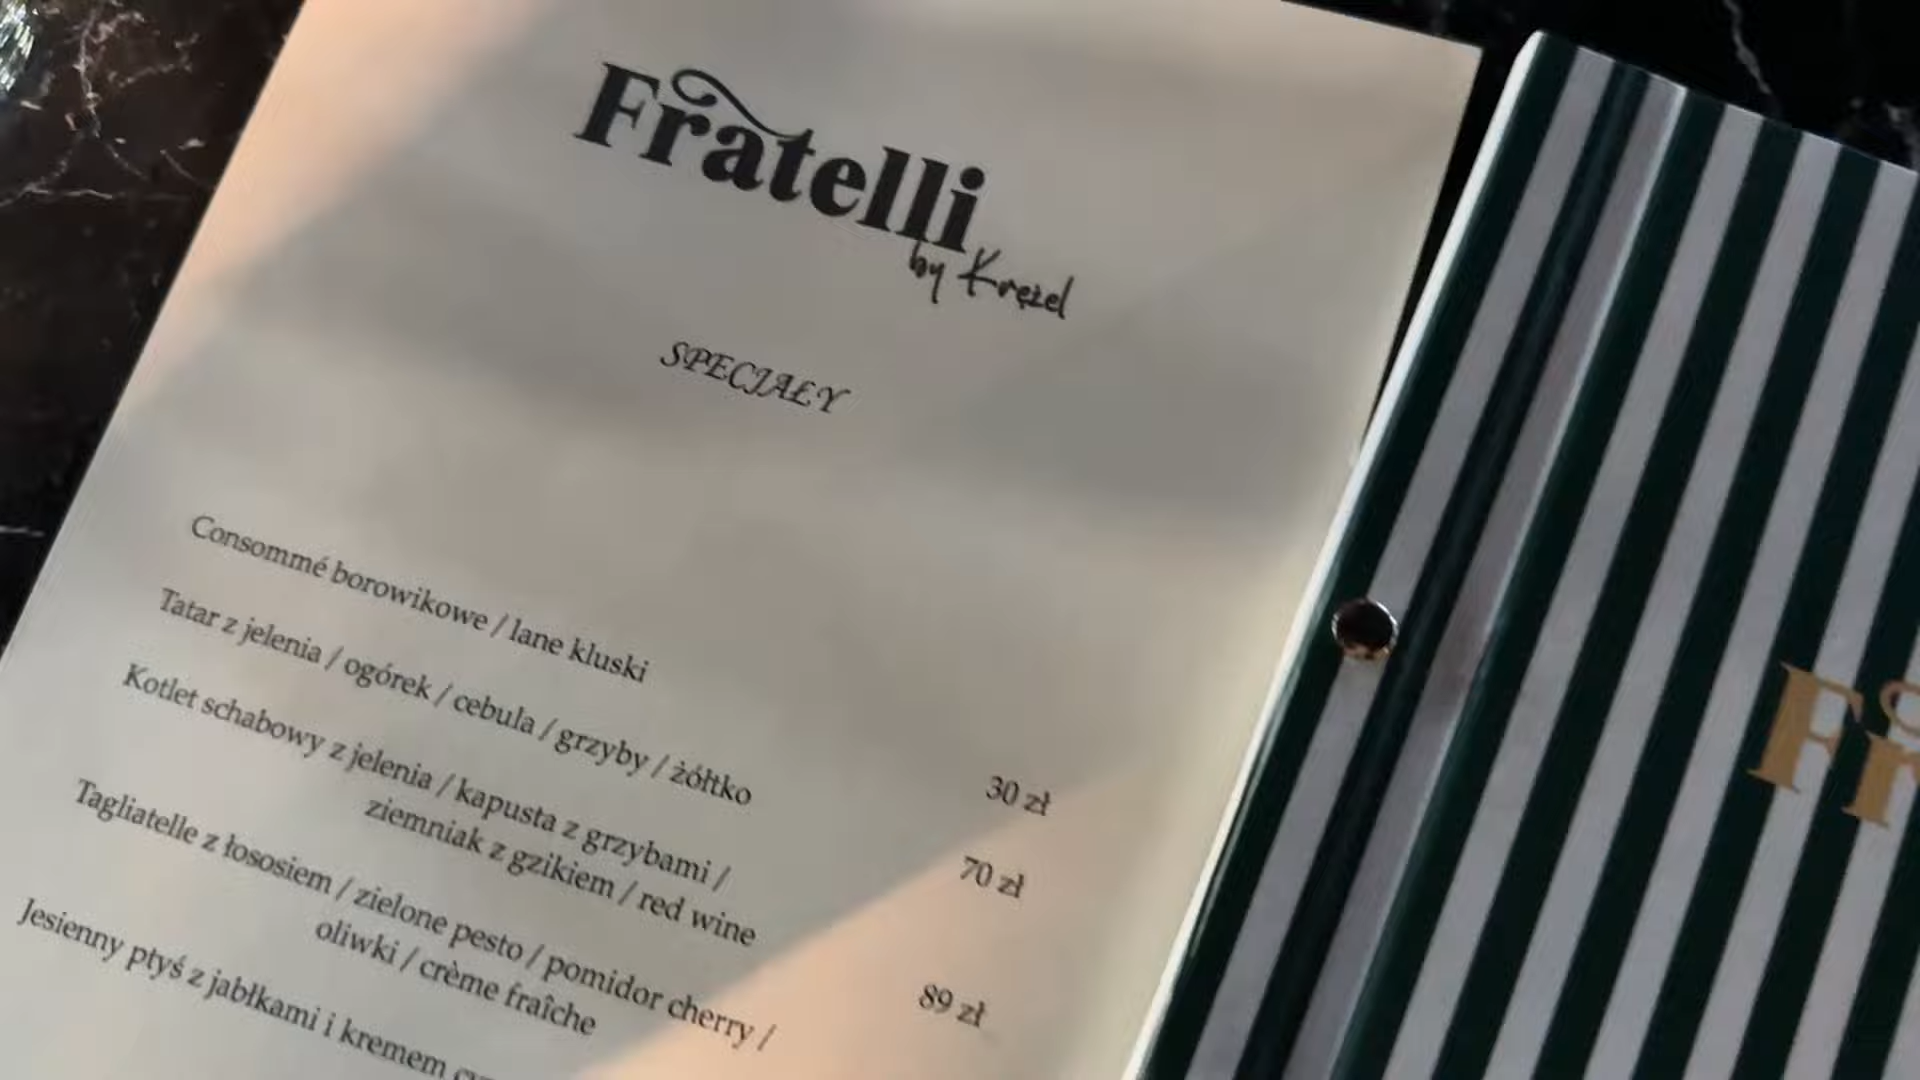 Fratelli
by Krężel
SPECJAŁY
Consommé borowikowe / lane kluski
30 zł
Tatar z jelenia / ogórek / cebula / grzyby / żółtko
70 zł
Kotlet schabowy z jelenia / kapusta z grzybami /
ziemniak z gzikiem / red wine
89 zł
Tagliatelle z łososiem / zielone pesto / pomidor cherry /
oliwki / crème fraîche
Jesienny ptyś z jabłkami i kremem
Fr